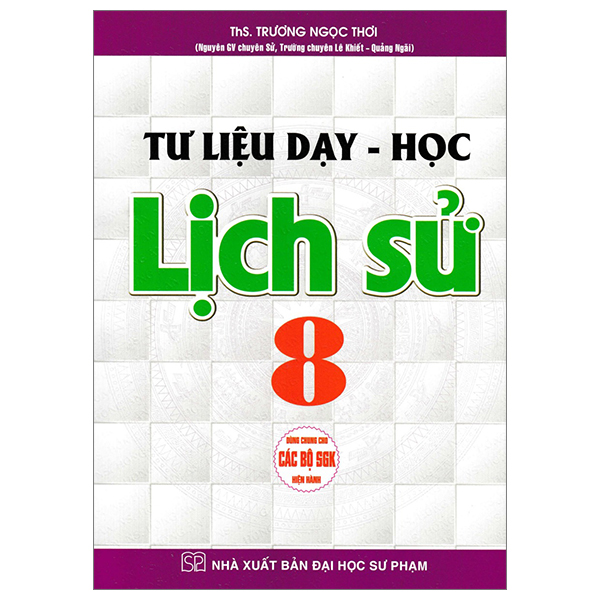 ThS. TRƯƠNG NGỌC THƠI
(Nguyên GV chuyên Sử, Trường chuyên Lê Khiết – Quảng Ngãi)
TƯ LIỆU DẠY - HỌC
Lịch sử
8
DÙNG CHUNG CHO
CÁC BỘ SGK
HIỆN HÀNH
SP
NHÀ XUẤT BẢN ĐẠI HỌC SƯ PHẠM